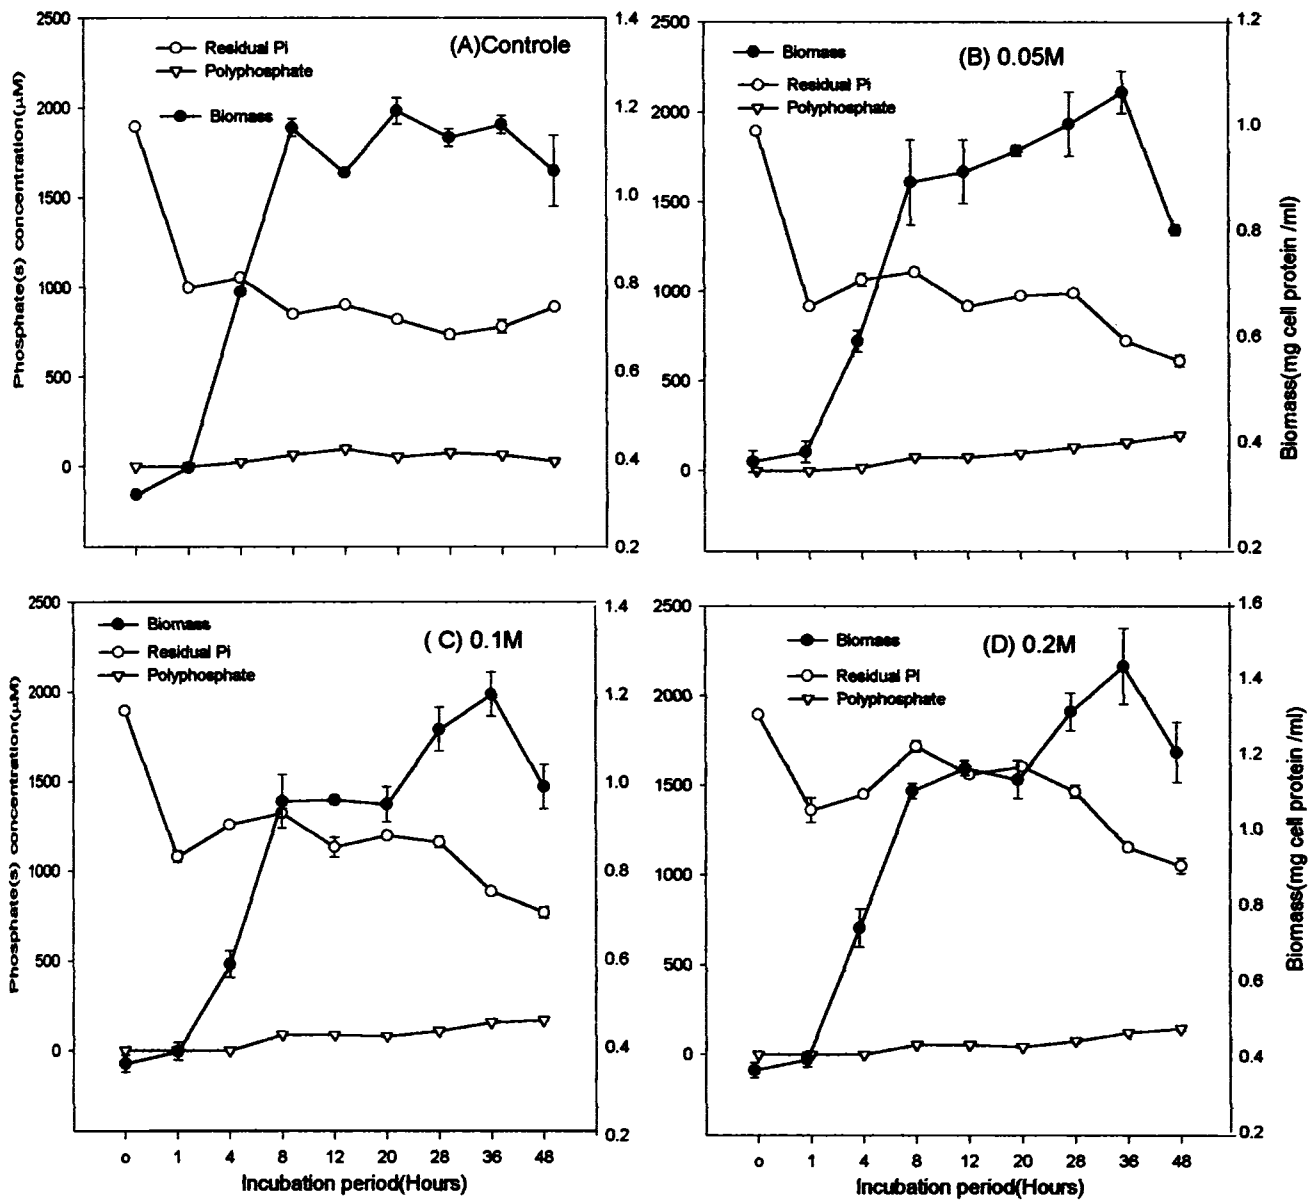 2500
2000
1500
1000
500
0
Phosphate(s) concentration(µM)
Residual Pi
Polyphosphate
Biomass
(A)Controle
1.4
1.2
1.0
0.8
0.6
0.4
0.2
2500
2000
1500
1000
500
0
Biomass
Residual Pi
Polyphosphate
(B) 0.05M
1.2
1.0
0.8
0.6
0.4
0.2
Biomass(mg cell protein /ml)
2500
2000
1500
1000
500
0
Phosphate(s) concentration(µM)
Biomass
Residual Pi
Polyphosphate
( C) 0.1M
1.4
1.2
1.0
0.8
0.6
0.4
0.2
o 1 4 8 12 20 28 36 48
Incubation period(Hours)
2500
2000
1500
1000
500
0
Biomass
Residual Pi
Polyphosphate
(D) 0.2M
1.6
1.4
1.2
1.0
0.8
0.6
0.4
0.2
Biomass(mg cell protein /ml)
o 1 4 8 12 20 28 36 48
Incubation period(Hours)